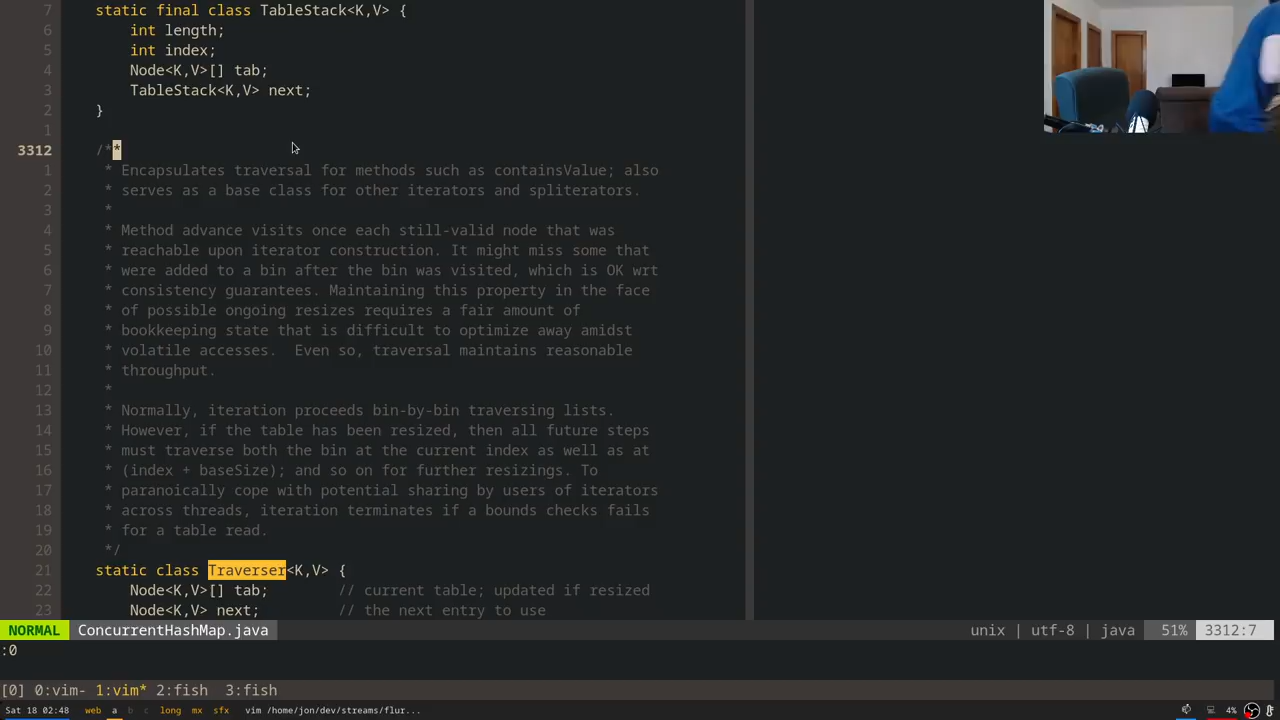 7 static final class TableStack<K,V> {
6 int length;
5 int index;
4 Node<K,V>[] tab;
3 TableStack<K,V> next;
2 }
1
3312 /**
1 * Encapsulates traversal for methods such as containsValue; also
2 * serves as a base class for other iterators and spliterators.
3 *
4 * Method advance visits once each still-valid node that was
5 * reachable upon iterator construction. It might miss some that
6 * were added to a bin after the bin was visited, which is OK wrt
7 * consistency guarantees. Maintaining this property in the face
8 * of possible ongoing resizes requires a fair amount of
9 * bookkeeping state that is difficult to optimize away amidst
10 * volatile accesses.  Even so, traversal maintains reasonable
11 * throughput.
12 *
13 * Normally, iteration proceeds bin-by-bin traversing lists.
14 * However, if the table has been resized, then all future steps
15 * must traverse both the bin at the current index as well as at
16 * (index + baseSize); and so on for further resizings. To
17 * paranoically cope with potential sharing by users of iterators
18 * across threads, iteration terminates if a bounds checks fails
19 * for a table read.
20 */
21 static class Traverser<K,V> {
22 Node<K,V>[] tab; // current table; updated if resized
23 Node<K,V> next; // the next entry to use
NORMAL ConcurrentHashMap.java unix | utf-8 | java 51% 3312:7
:0
[0] 0:vim- 1:vim* 2:fish 3:fish
Sat 18 02:48 web a b c long mx sfx vim /home/jon/dev/streams/flur... 4%